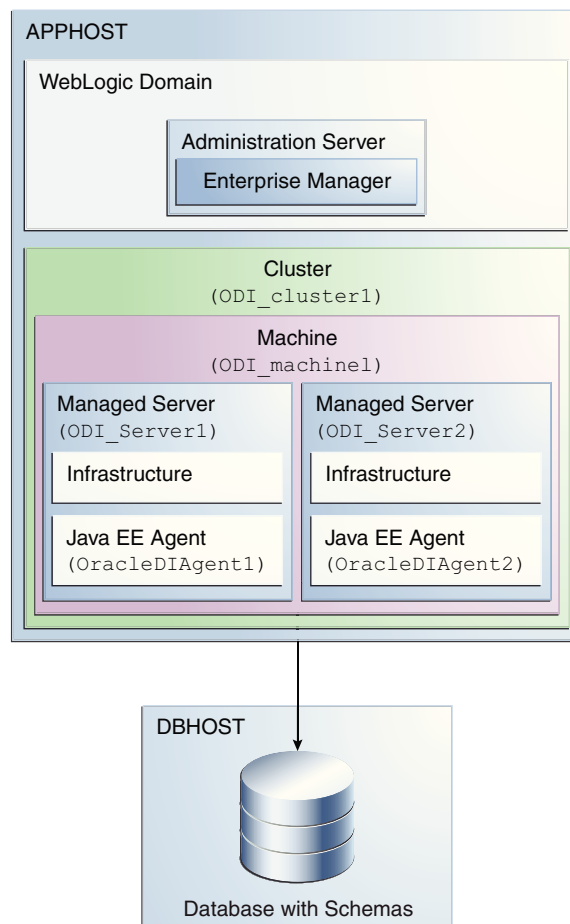 APPHOST
WebLogic Domain
Administration Server
Enterprise Manager
Cluster
(ODI_cluster1)
Machine
(ODI_machine1)
Managed Server
(ODI_Server1)
Infrastructure
Java EE Agent
(OracleDIAgent1)
Managed Server
(ODI_Server2)
Infrastructure
Java EE Agent
(OracleDIAgent2)
DBHOST
Database with Schemas